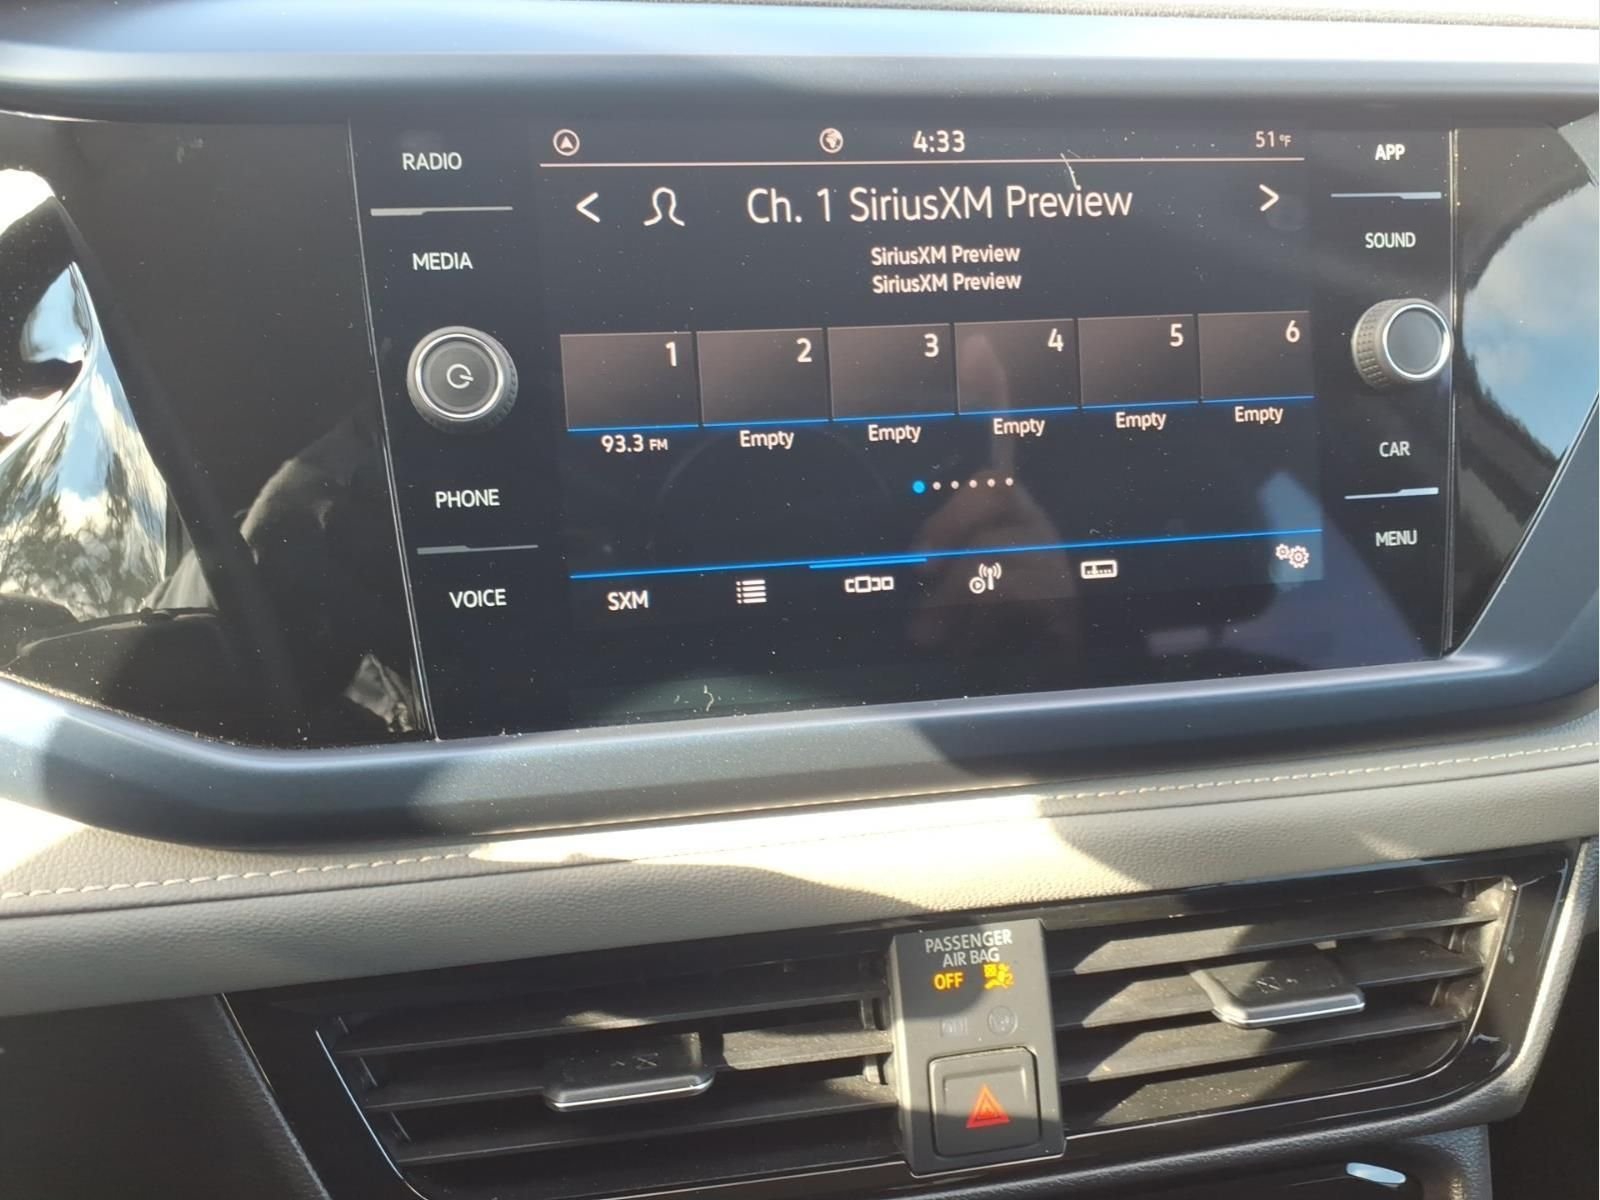 RADIO
MEDIA
PHONE
VOICE
4:33
51°F
< Ch. 1 SiriusXM Preview >
SiriusXM Preview
SiriusXM Preview
1 2 3 4 5 6
93.3 FM Empty Empty Empty Empty Empty
SXM
APP
SOUND
CAR
MENU
PASSENGER
AIR BAG
OFF